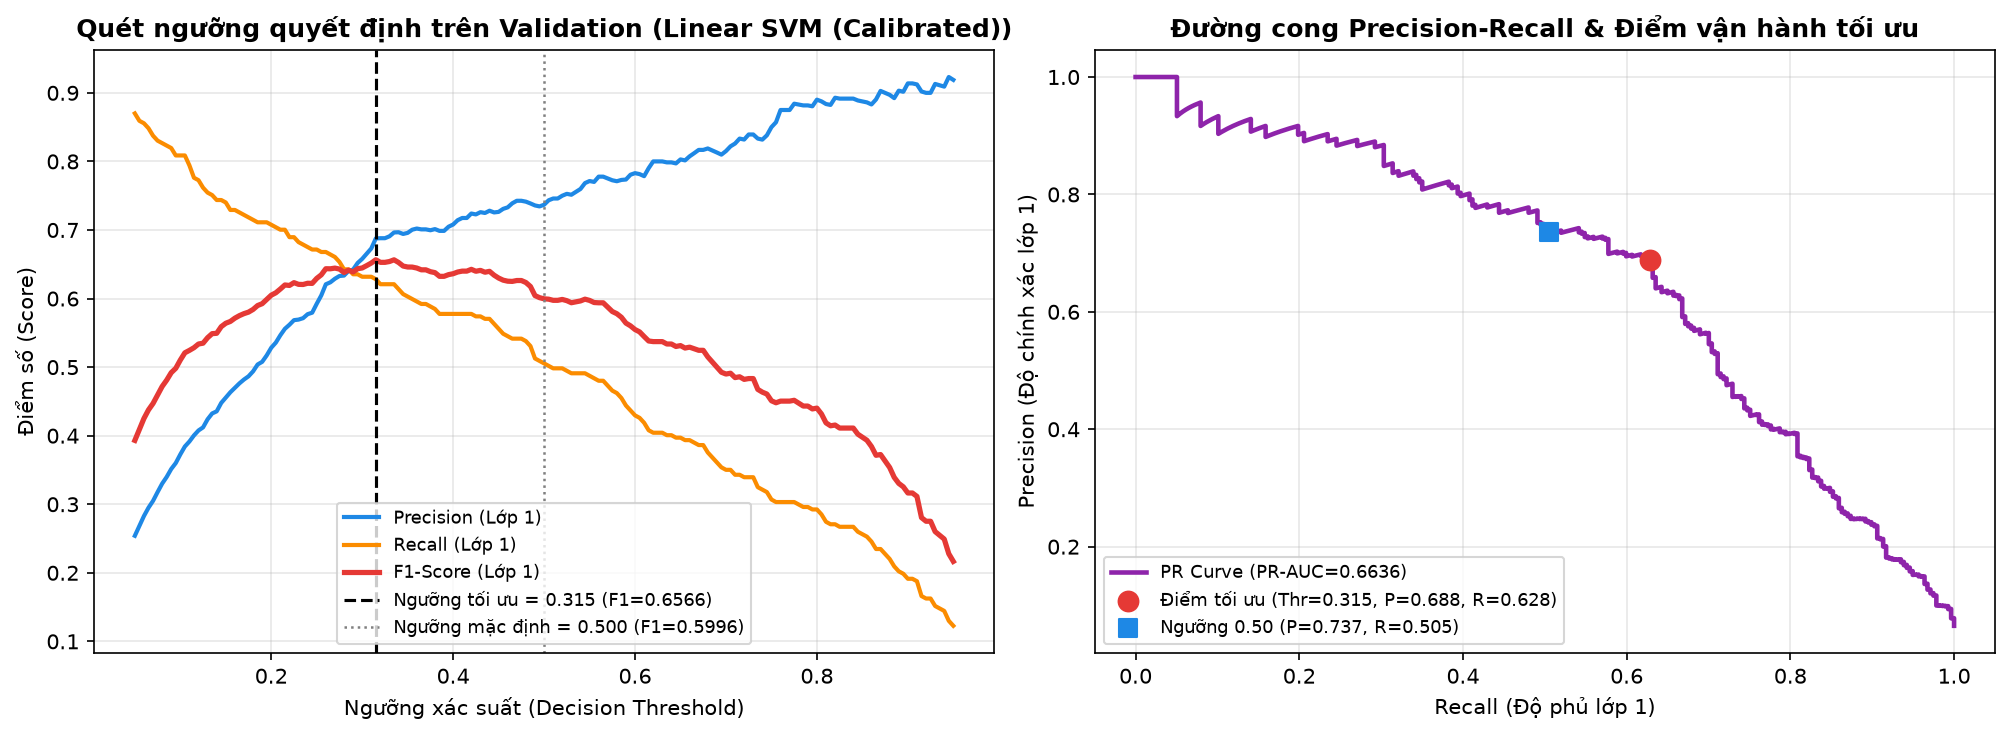 Quét ngưỡng quyết định trên Validation (Linear SVM (Calibrated))
Điểm số (Score)
0.9
0.8
0.7
0.6
0.5
0.4
0.3
0.2
0.1
Precision (Lớp 1)
Recall (Lớp 1)
F1-Score (Lớp 1)
Ngưỡng tối ưu = 0.315 (F1=0.6566)
Ngưỡng mặc định = 0.500 (F1=0.5996)
0.2 0.4 0.6 0.8
Ngưỡng xác suất (Decision Threshold)
Đường cong Precision-Recall & Điểm vận hành tối ưu
Precision (Độ chính xác lớp 1)
1.0
0.8
0.6
0.4
0.2
PR Curve (PR-AUC=0.6636)
Điểm tối ưu (Thr=0.315, P=0.688, R=0.628)
Ngưỡng 0.50 (P=0.737, R=0.505)
0.0 0.2 0.4 0.6 0.8 1.0
Recall (Độ phủ lớp 1)